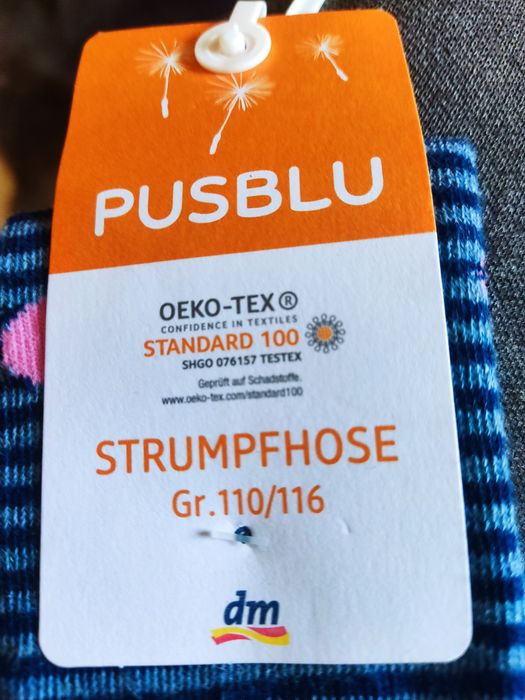 PUSBLU
OEKO-TEX®
CONFIDENCE IN TEXTILES
STANDARD 100
SHGO 076157 TESTEX
Geprüft auf Schadstoffe.
www.oeko-tex.com/standard100
STRUMPFHOSE
Gr.110/116
dm